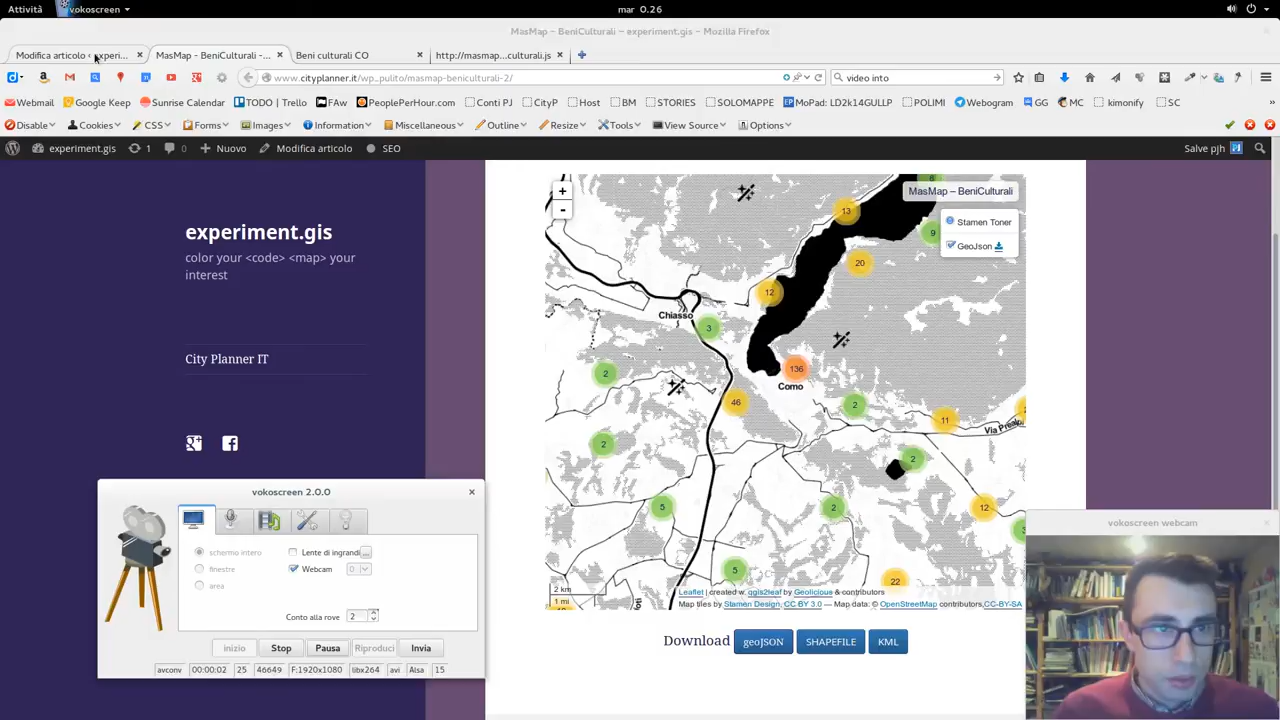 Attività vokoscreen mar 0.26
MasMap – BeniCulturali – experiment.gis – Mozilla Firefox
Modifica articolo ‹ experi... × MasMap - BeniCulturali -... × Beni culturali CO × http://masmap...culturali.js ×
www.cityplanner.it/wp_pulito/masmap-beniculturali-2/ video into
Webmail Google Keep Sunrise Calendar TODO | Trello FAw PeoplePerHour.com Conti PJ CityP Host BM STORIES SOLOMAPPE MoPad: LD2k14GULLP POLIMI Webogram GG MC kimonify SC »
Disable Cookies CSS Forms Images Information Miscellaneous Outline Resize Tools View Source Options
experiment.gis 1 0 Nuovo Modifica articolo SEO Salve pjh
experiment.gis
color your <code> <map> your
interest
City Planner IT
+
-
MasMap – BeniCulturali
Stamen Toner
GeoJson
8
13
9
20
12
Chiasso
3
136
2
Como
46
2
11
Via Preal
2
2
5
2
12
3
5
22
2 km
1 mi
Leaflet | created w. qgis2leaf by Geolicious & contributors
Map tiles by Stamen Design, CC BY 3.0 — Map data: © OpenStreetMap contributors,CC-BY-SA
Download geoJSON SHAPEFILE KML
vokoscreen 2.0.0 ×
schermo intero Lente di ingrandi ...
finestre Webcam 0
area
Conto alla rove 2
inizio Stop Pausa Riproduci Invia
avconv 00:00:02 25 46649 F:1920x1080 libx264 avi Alsa 15
vokoscreen webcam ×